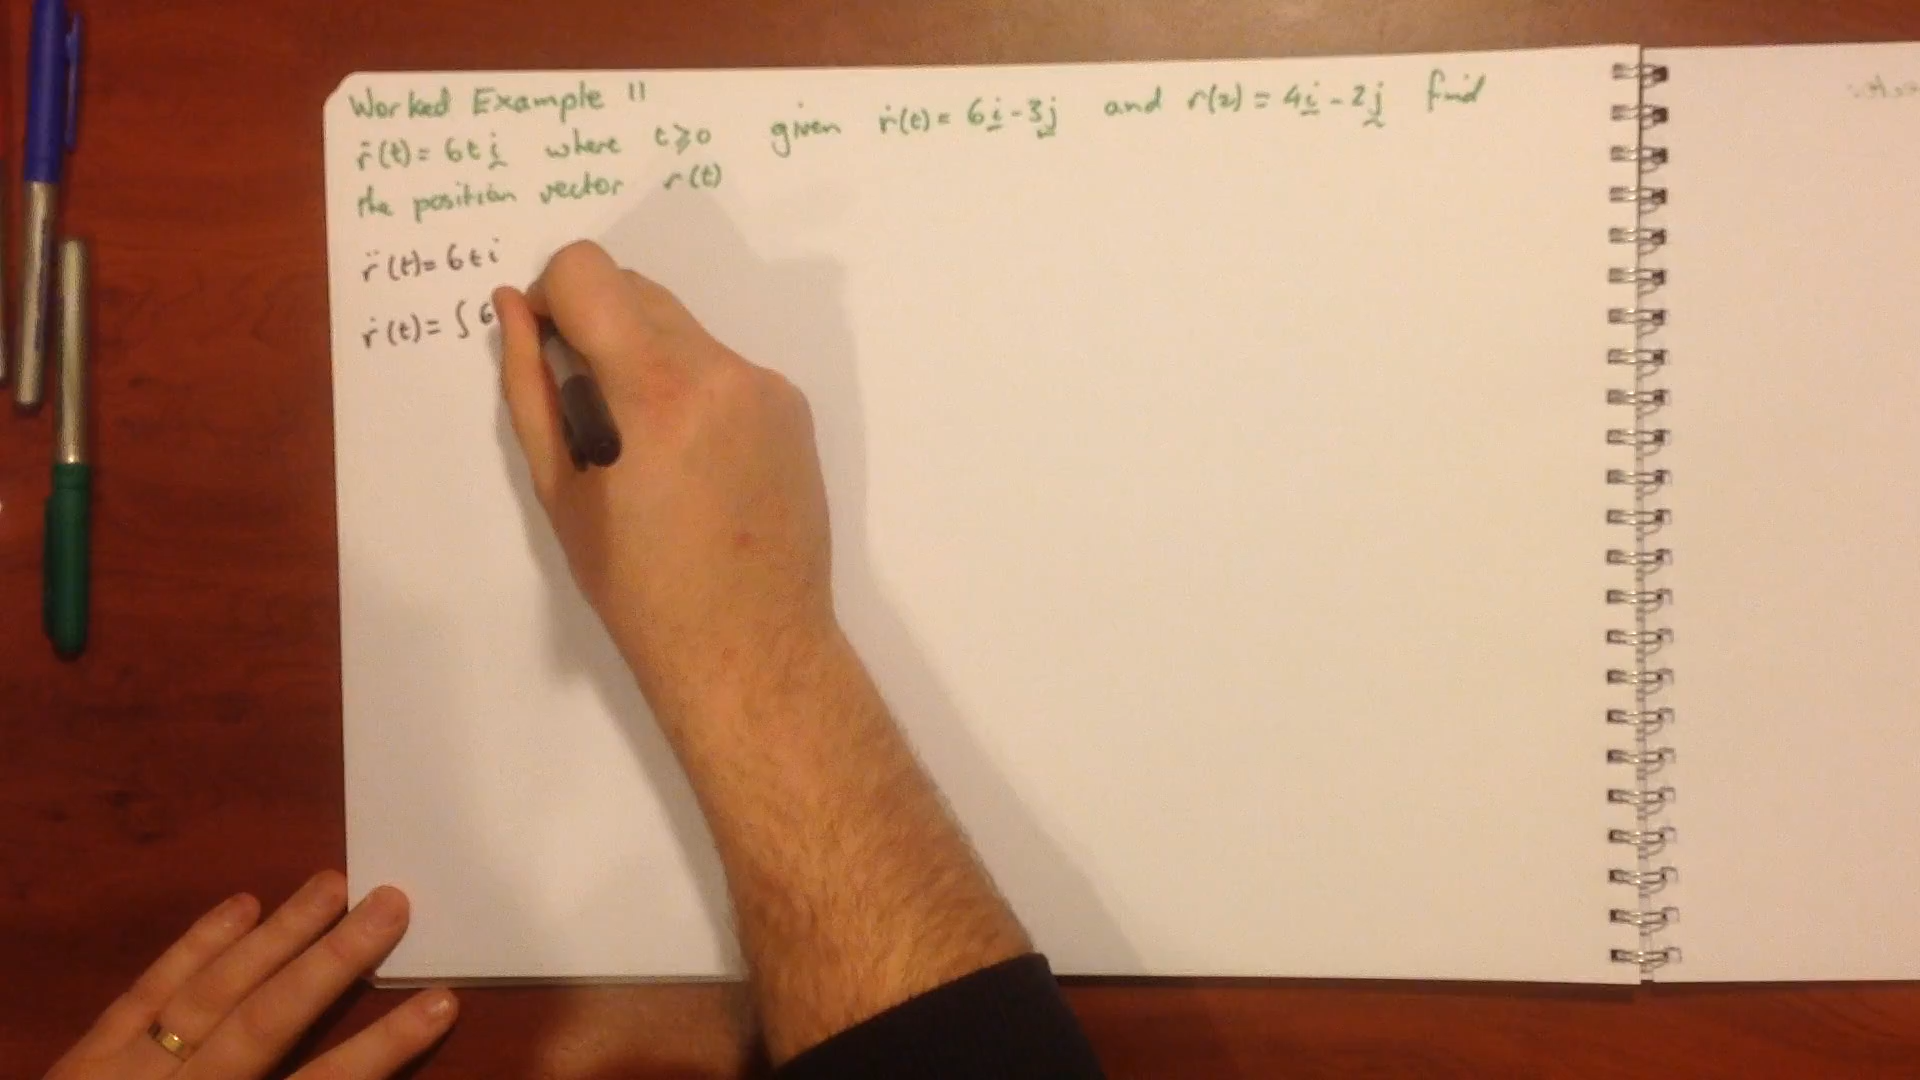 Worked Example 11
r̈(t) = 6t i where t ⩾ 0 given ṙ(t) = 6i - 3j and r(2) = 4i - 2j find
the position vector r(t)
r̈(t) = 6t i
ṙ(t) = ∫ 6